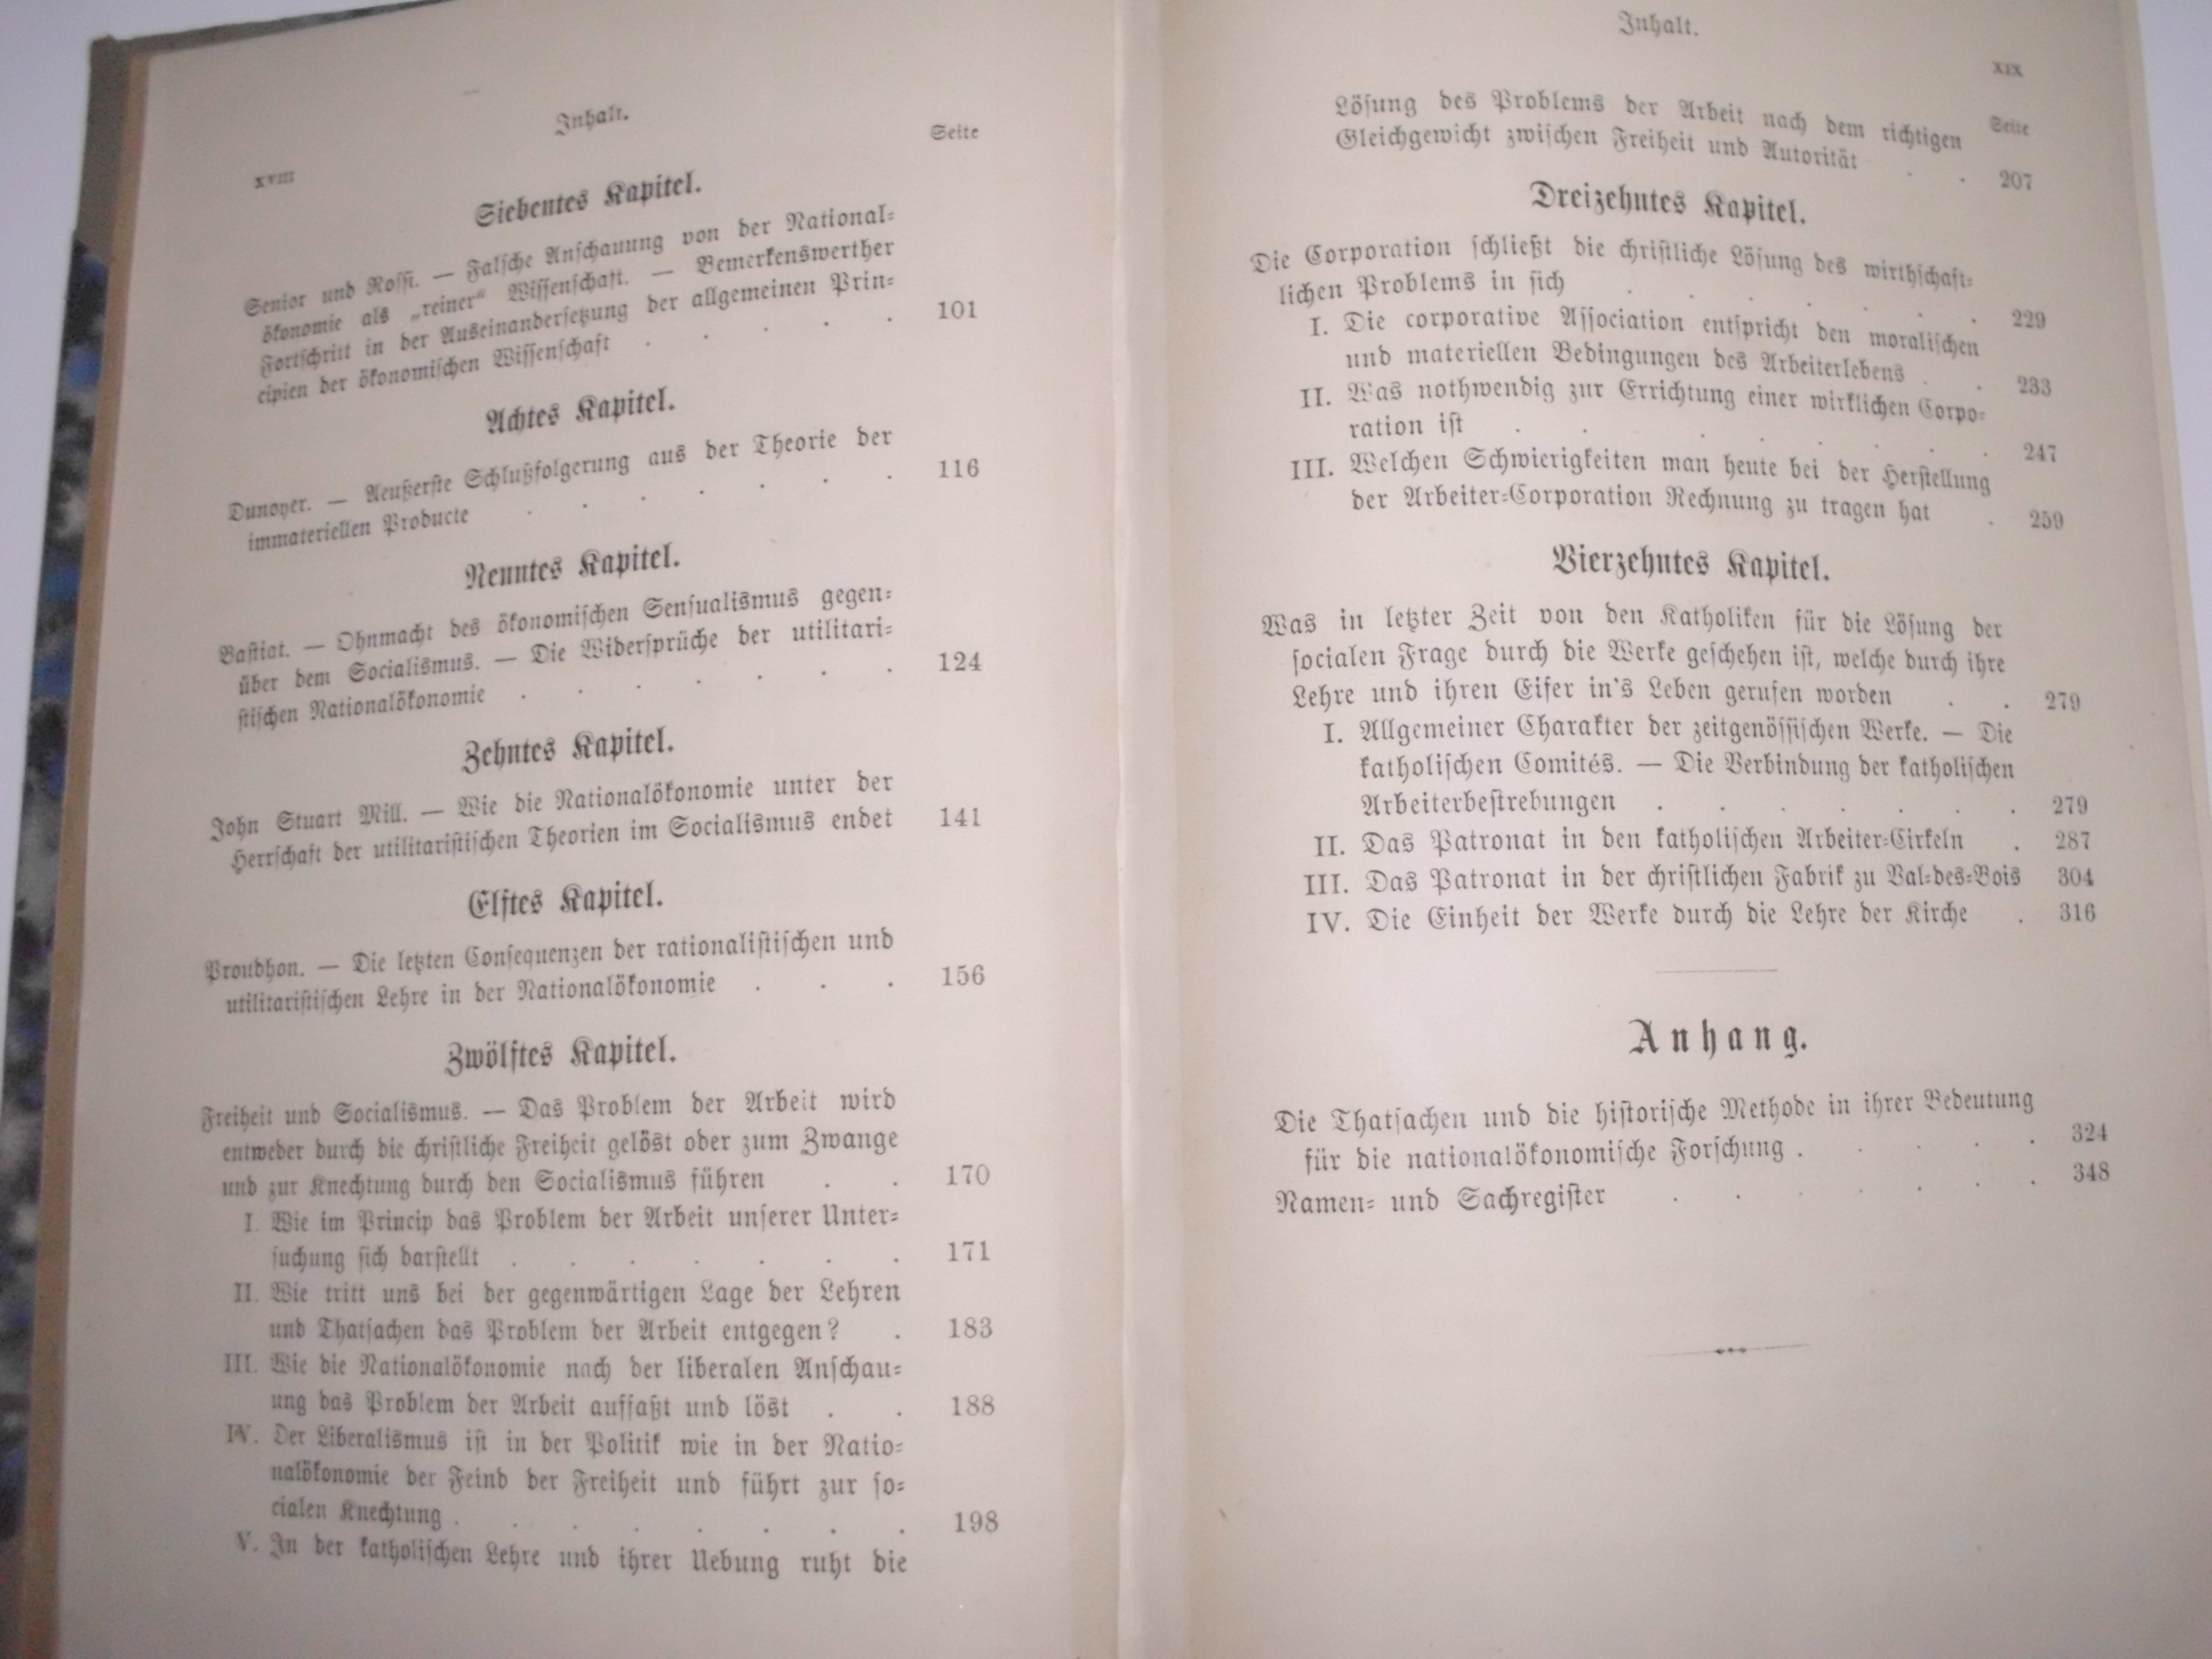 Inhalt.
Seite
XVIII
Siebentes Kapitel.
Senior und Rossi. — Falsche Anschauung von der National-
ökonomie als „reiner“ Wissenschaft. — Bemerkenswerther
Fortschritt in der Auseinandersetzung der allgemeinen Prin-
cipien der ökonomischen Wissenschaft . . . . . 101
Achtes Kapitel.
Dunoyer. — Aeußerste Schlußfolgerung aus der Theorie der
immateriellen Producte . . . . . . . 116
Neuntes Kapitel.
Bastiat. — Ohnmacht des ökonomischen Sensualismus gegen-
über dem Socialismus. — Die Widersprüche der utilitari-
stischen Nationalökonomie . . . . . . . 124
Zehntes Kapitel.
John Stuart Mill. — Wie die Nationalökonomie unter der
Herrschaft der utilitaristischen Theorien im Socialismus endet 141
Elftes Kapitel.
Proudhon. — Die letzten Consequenzen der rationalistischen und
utilitaristischen Lehre in der Nationalökonomie . . . 156
Zwölftes Kapitel.
Freiheit und Socialismus. — Das Problem der Arbeit wird
entweder durch die christliche Freiheit gelöst oder zum Zwange
und zur Knechtung durch den Socialismus führen . . 170
I. Wie im Princip das Problem der Arbeit unserer Unter-
suchung sich darstellt . . . . . . . 171
II. Wie tritt uns bei der gegenwärtigen Lage der Lehren
und Thatsachen das Problem der Arbeit entgegen? . 183
III. Wie die Nationalökonomie nach der liberalen Anschau-
ung das Problem der Arbeit auffaßt und löst . . 188
IV. Der Liberalismus ist in der Politik wie in der Natio-
nalökonomie der Feind der Freiheit und führt zur so-
cialen Knechtung . . . . . . . . 198
V. In der katholischen Lehre und ihrer Uebung ruht die
Inhalt.
XIX
Seite
Lösung des Problems der Arbeit nach dem richtigen
Gleichgewicht zwischen Freiheit und Autorität . . 207
Dreizehntes Kapitel.
Die Corporation schließt die christliche Lösung des wirthschaft-
lichen Problems in sich . . . . . . 229
I. Die corporative Association entspricht den moralischen
und materiellen Bedingungen des Arbeiterlebens . . 233
II. Was nothwendig zur Errichtung einer wirklichen Corpo-
ration ist . . . . . . . 247
III. Welchen Schwierigkeiten man heute bei der Herstellung
der Arbeiter-Corporation Rechnung zu tragen hat . 259
Vierzehntes Kapitel.
Was in letzter Zeit von den Katholiken für die Lösung der
socialen Frage durch die Werke geschehen ist, welche durch ihre
Lehre und ihren Eifer in's Leben gerufen worden . . 279
I. Allgemeiner Charakter der zeitgenössischen Werke. — Die
katholischen Comités. — Die Verbindung der katholischen
Arbeiterbestrebungen . . . . . . . 279
II. Das Patronat in den katholischen Arbeiter-Cirkeln . 287
III. Das Patronat in der christlichen Fabrik zu Val-des-Bois 304
IV. Die Einheit der Werke durch die Lehre der Kirche . 316
Anhang.
Die Thatsachen und die historische Methode in ihrer Bedeutung
für die nationalökonomische Forschung . . . . . 324
Namen- und Sachregister . . . . . . . 348